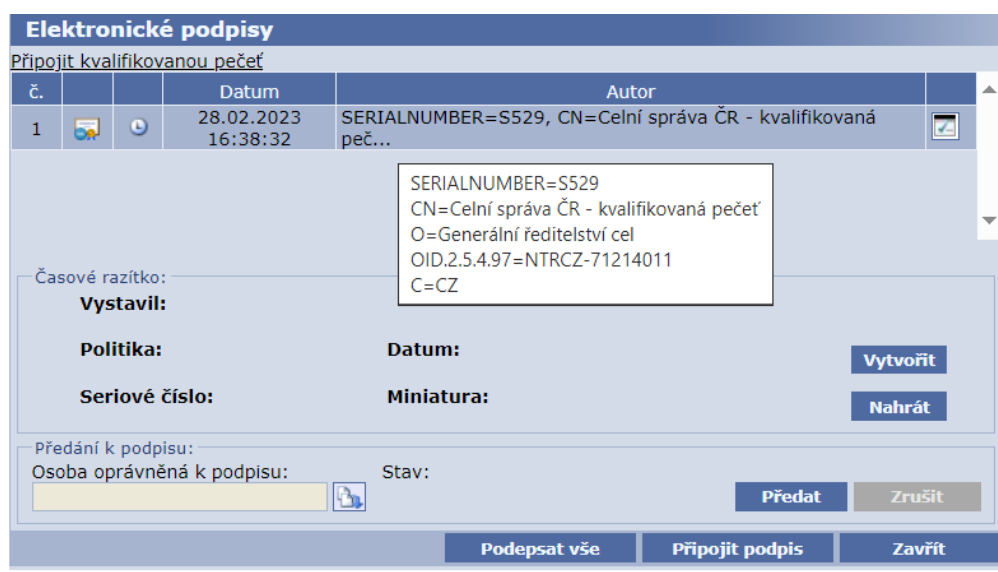 Elektronické podpisy
Připojit kvalifikovanou pečeť
č. Datum Autor
1 28.02.2023 16:38:32 SERIALNUMBER=S529, CN=Celní správa ČR - kvalifikovaná peč...
SERIALNUMBER=S529
CN=Celní správa ČR - kvalifikovaná pečeť
O=Generální ředitelství cel
OID.2.5.4.97=NTRCZ-71214011
C=CZ
Časové razítko:
Vystavil:
Politika: Datum:
Vytvořit
Seriové číslo: Miniatura:
Nahrát
Předání k podpisu:
Osoba oprávněná k podpisu: Stav:
Předat Zrušit
Podepsat vše Připojit podpis Zavřít